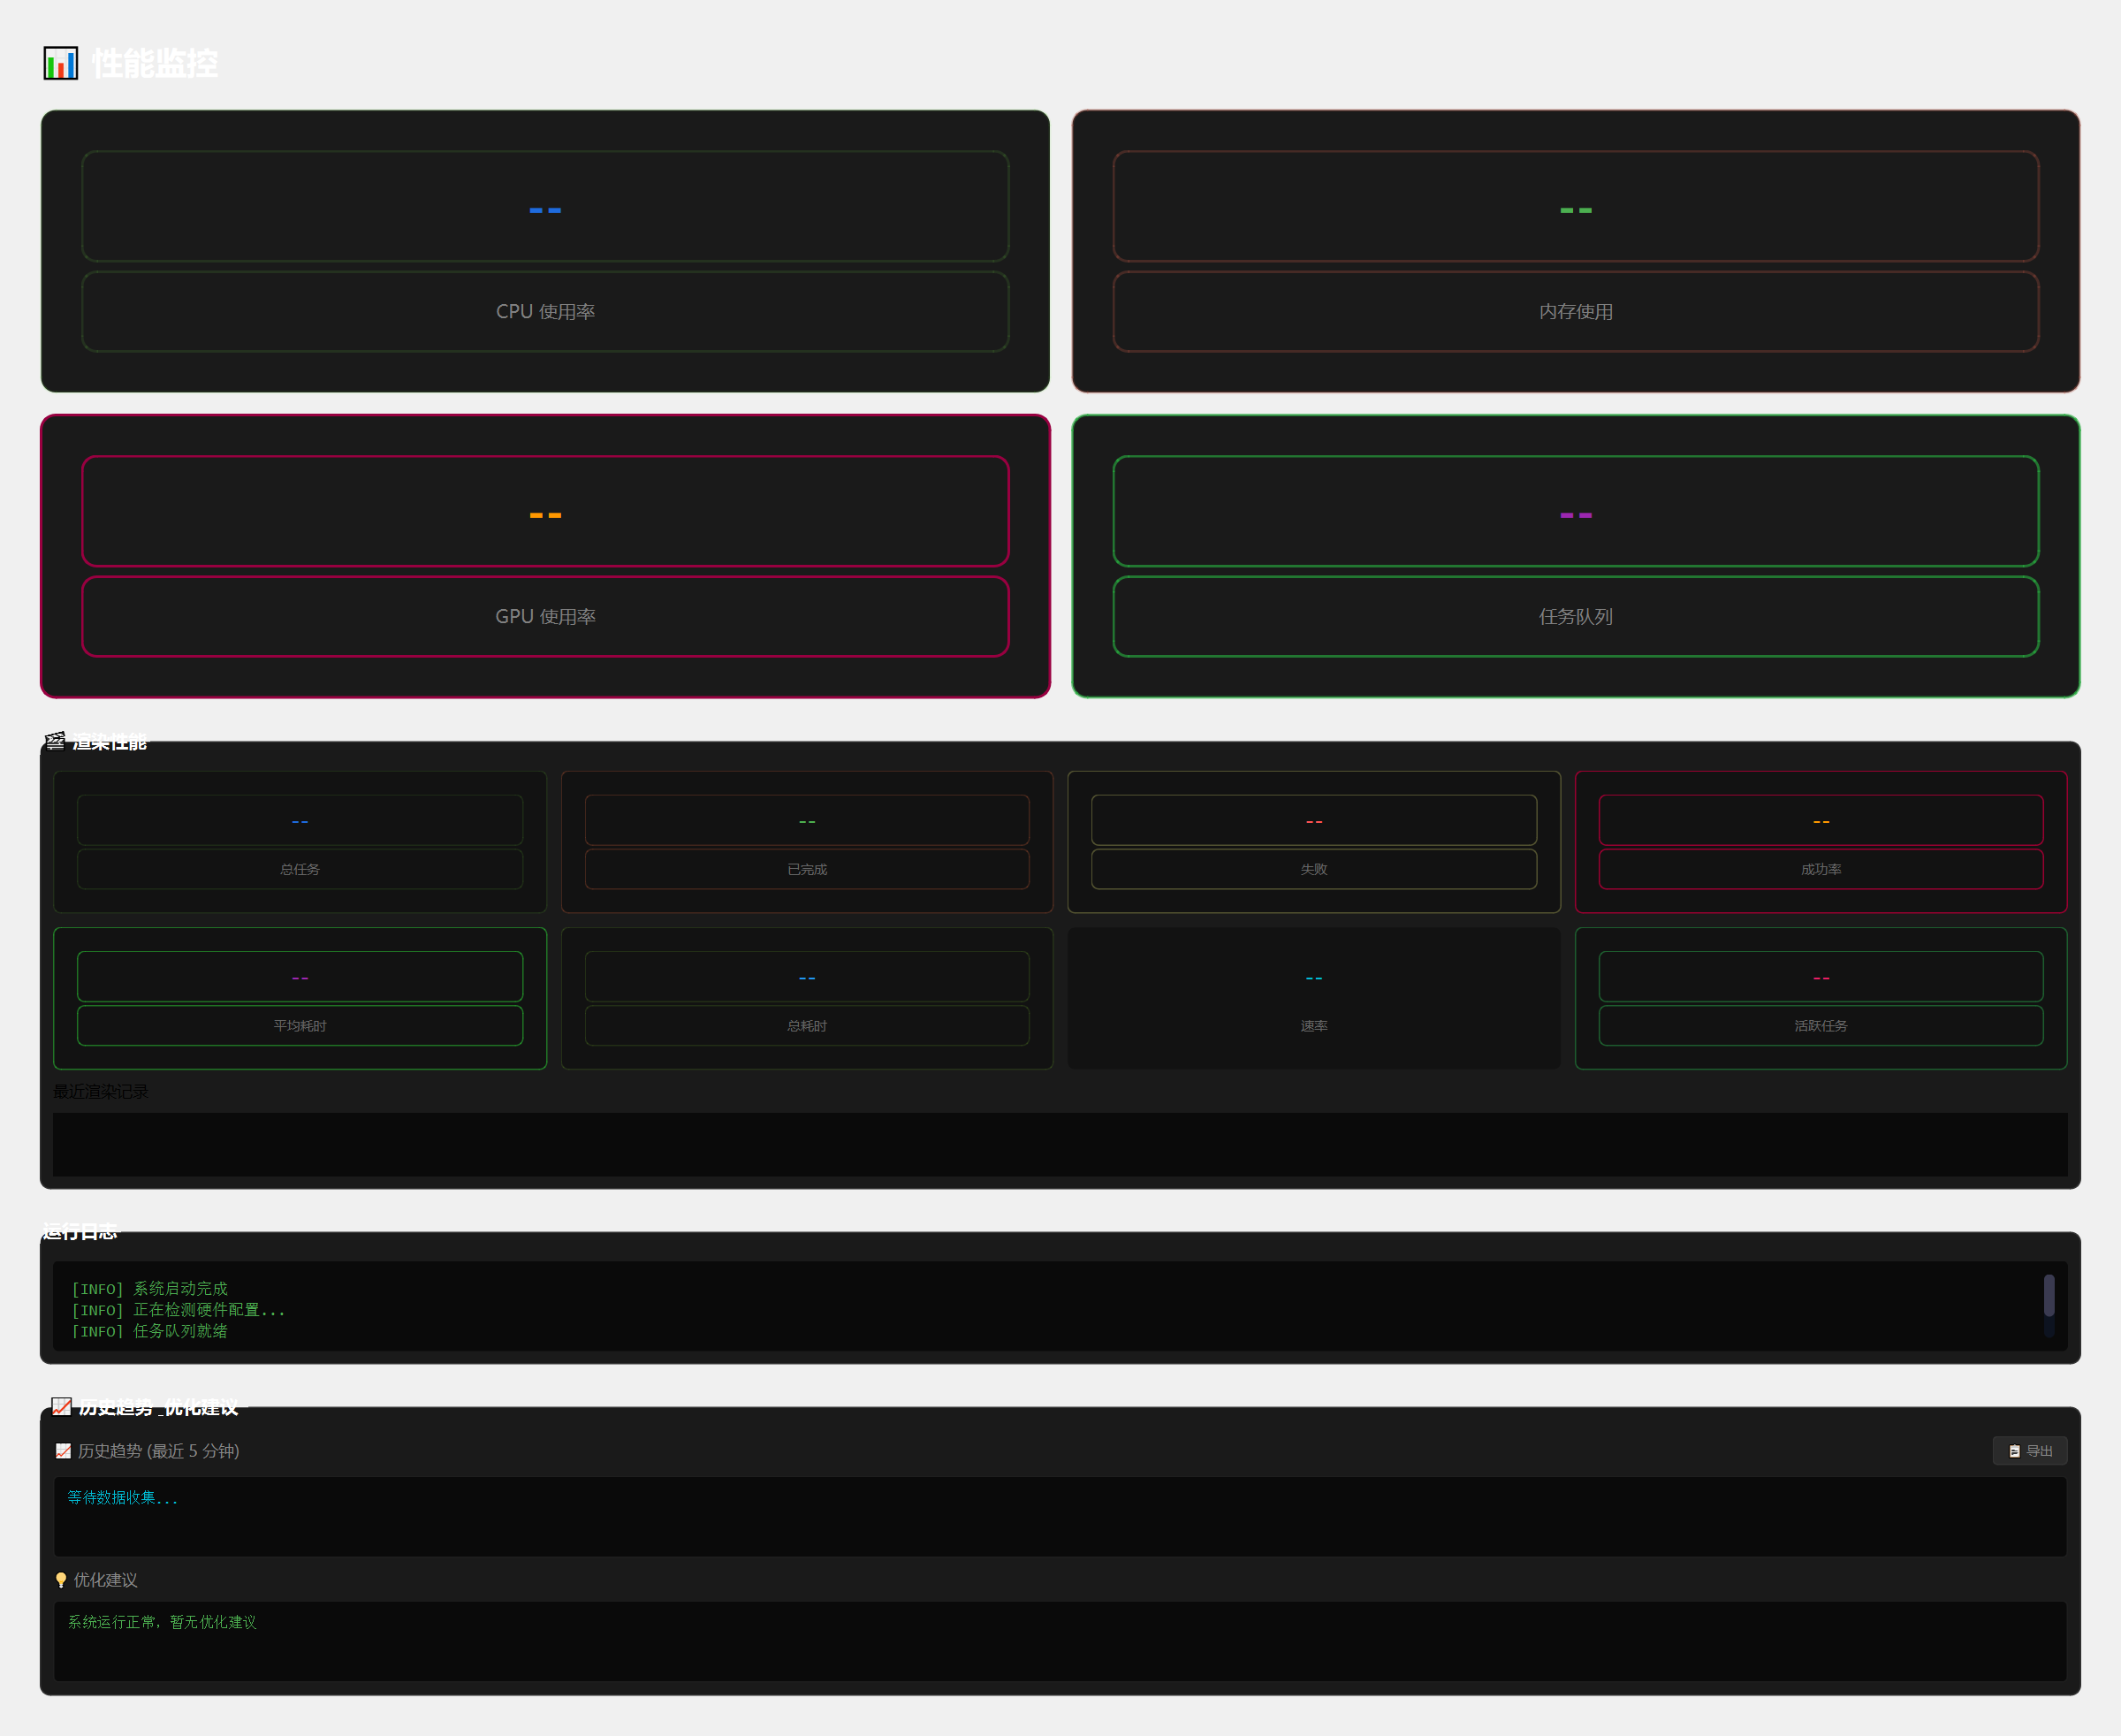 📊 性能监控
--
CPU 使用率
--
内存使用
--
GPU 使用率
--
任务队列
🎬 渲染性能
--
总任务
--
已完成
--
失败
--
成功率
--
平均耗时
--
总耗时
--
速率
--
活跃任务
最近渲染记录
运行日志
[INFO] 系统启动完成
[INFO] 正在检测硬件配置...
[INFO] 任务队列就绪
📈 历史趋势 _优化建议
📈 历史趋势 (最近 5 分钟)
📋 导出
等待数据收集...
💡 优化建议
系统运行正常，暂无优化建议